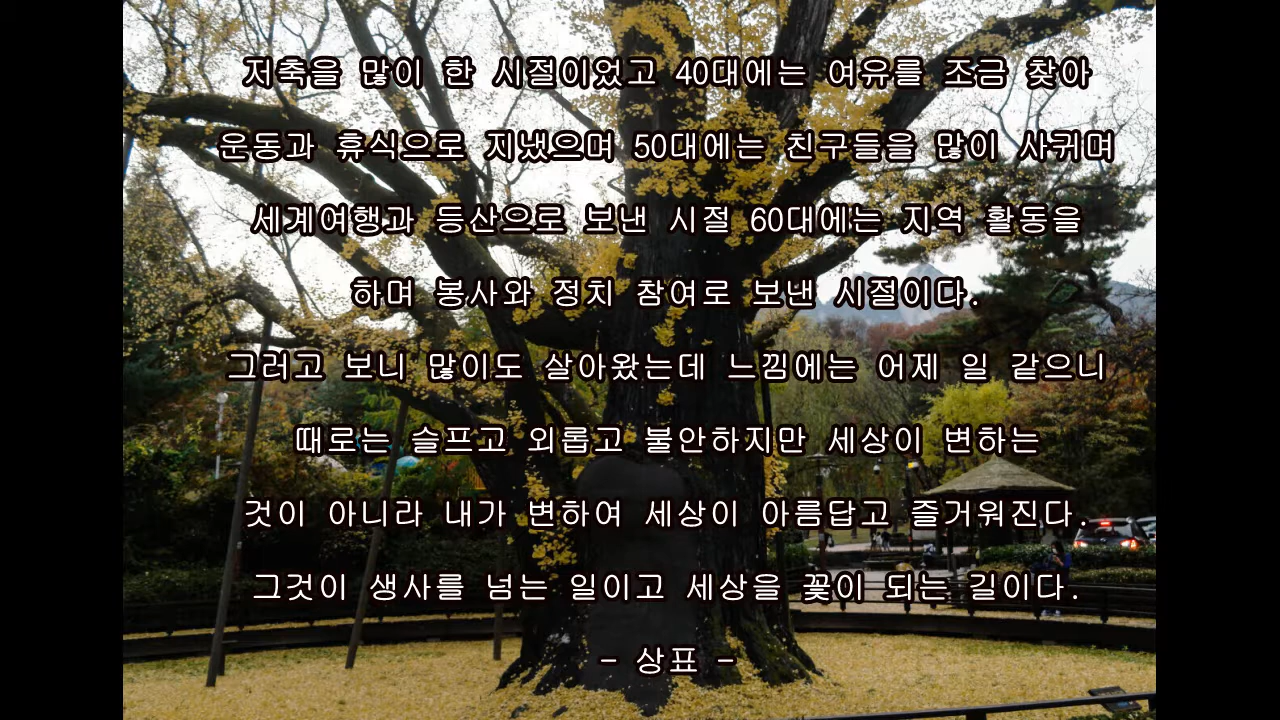 저축을 많이 한 시절이었고 40대에는 여유를 조금 찾아
운동과 휴식으로 지냈으며 50대에는 친구들을 많이 사귀며
세계여행과 등산으로 보낸 시절 60대에는 지역 활동을
하며 봉사와 정치 참여로 보낸 시절이다.
그러고 보니 많이도 살아왔는데 느낌에는 어제 일 같으니
때로는 슬프고 외롭고 불안하지만 세상이 변하는
것이 아니라 내가 변하여 세상이 아름답고 즐거워진다.
그것이 생사를 넘는 일이고 세상을 꽃이 되는 길이다.
- 상표 -